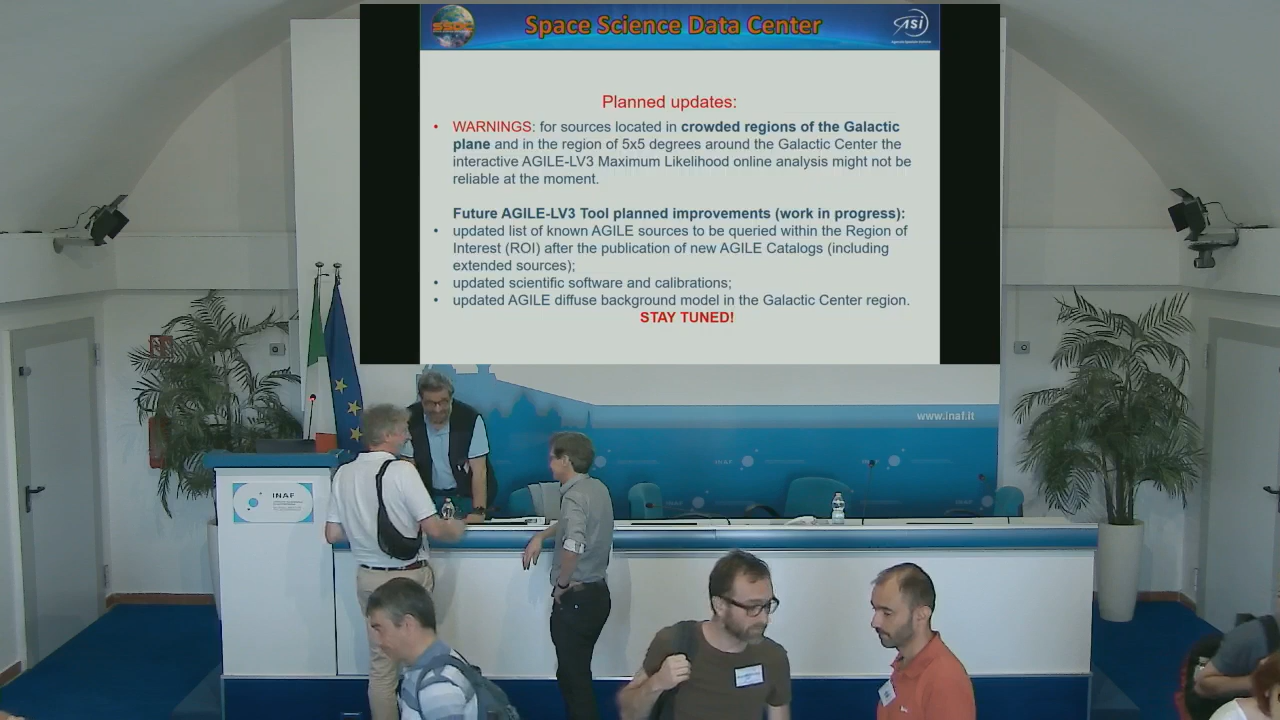 SSDC
Space Science Data Center
ASI
Planned updates:
• WARNINGS: for sources located in crowded regions of the Galactic
plane and in the region of 5x5 degrees around the Galactic Center the
interactive AGILE-LV3 Maximum Likelihood online analysis might not be
reliable at the moment.
Future AGILE-LV3 Tool planned improvements (work in progress):
• updated list of known AGILE sources to be queried within the Region of
Interest (ROI) after the publication of new AGILE Catalogs (including
extended sources);
• updated scientific software and calibrations;
• updated AGILE diffuse background model in the Galactic Center region.
STAY TUNED!
www.inaf.it
INAF